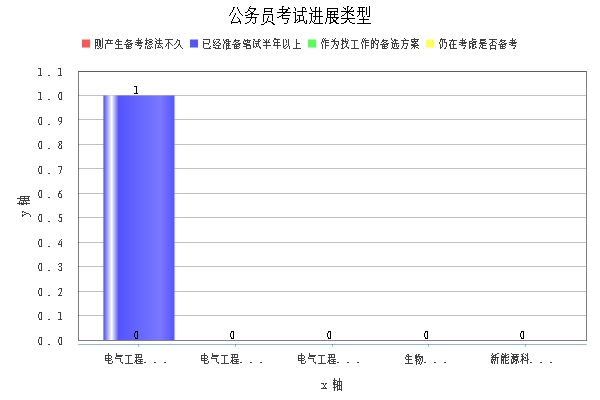 公务员考试进展类型
刚产生备考想法不久 已经准备笔试半年以上 作为找工作的备选方案 仍在考虑是否备考
1.1
1.0
0.9
0.8
0.7
0.6
0.5
0.4
0.3
0.2
0.1
0.0
y 轴
1
0 0 0 0 0
电气工程... 电气工程... 电气工程... 生物... 新能源科...
x 轴